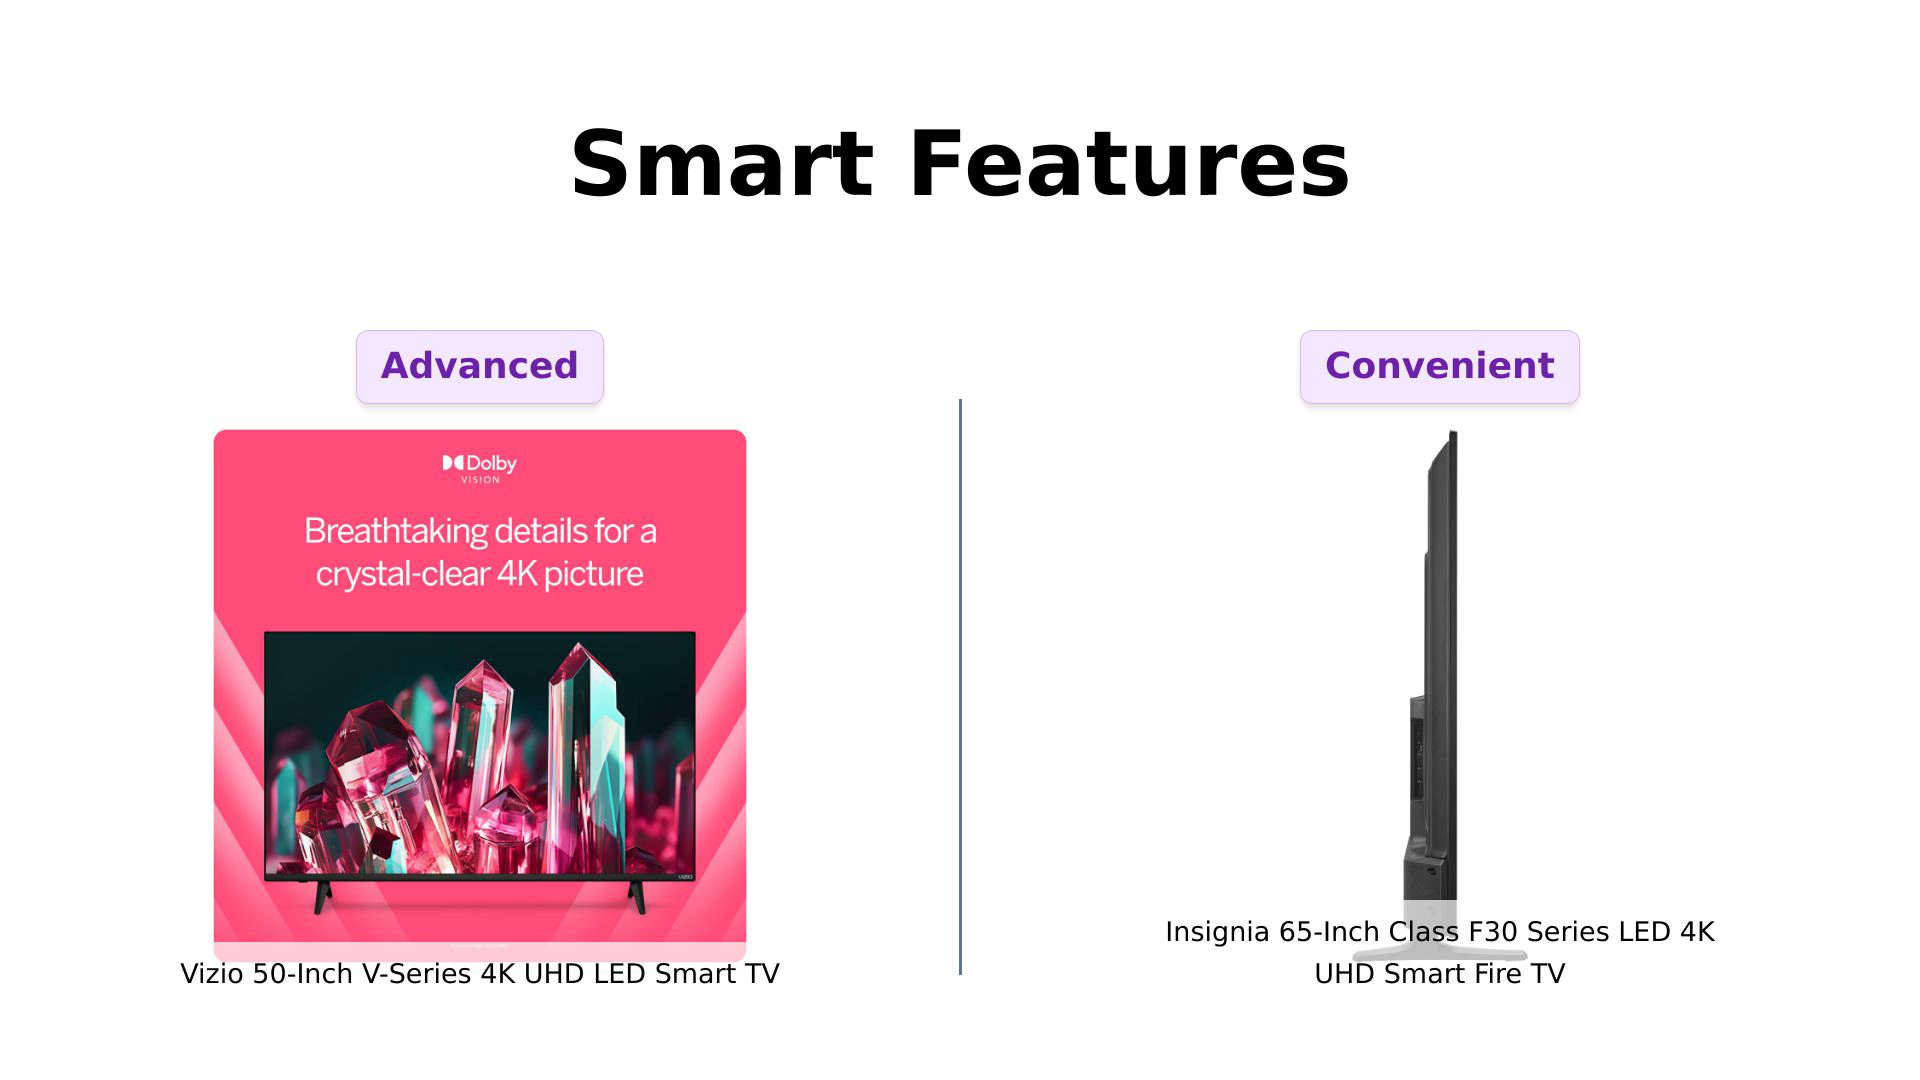 Smart Features
Advanced
Dolby
VISION
Breathtaking details for a
crystal-clear 4K picture
VIZIO
Vizio 50-Inch V-Series 4K UHD LED Smart TV
Convenient
Insignia 65-Inch Class F30 Series LED 4K
UHD Smart Fire TV